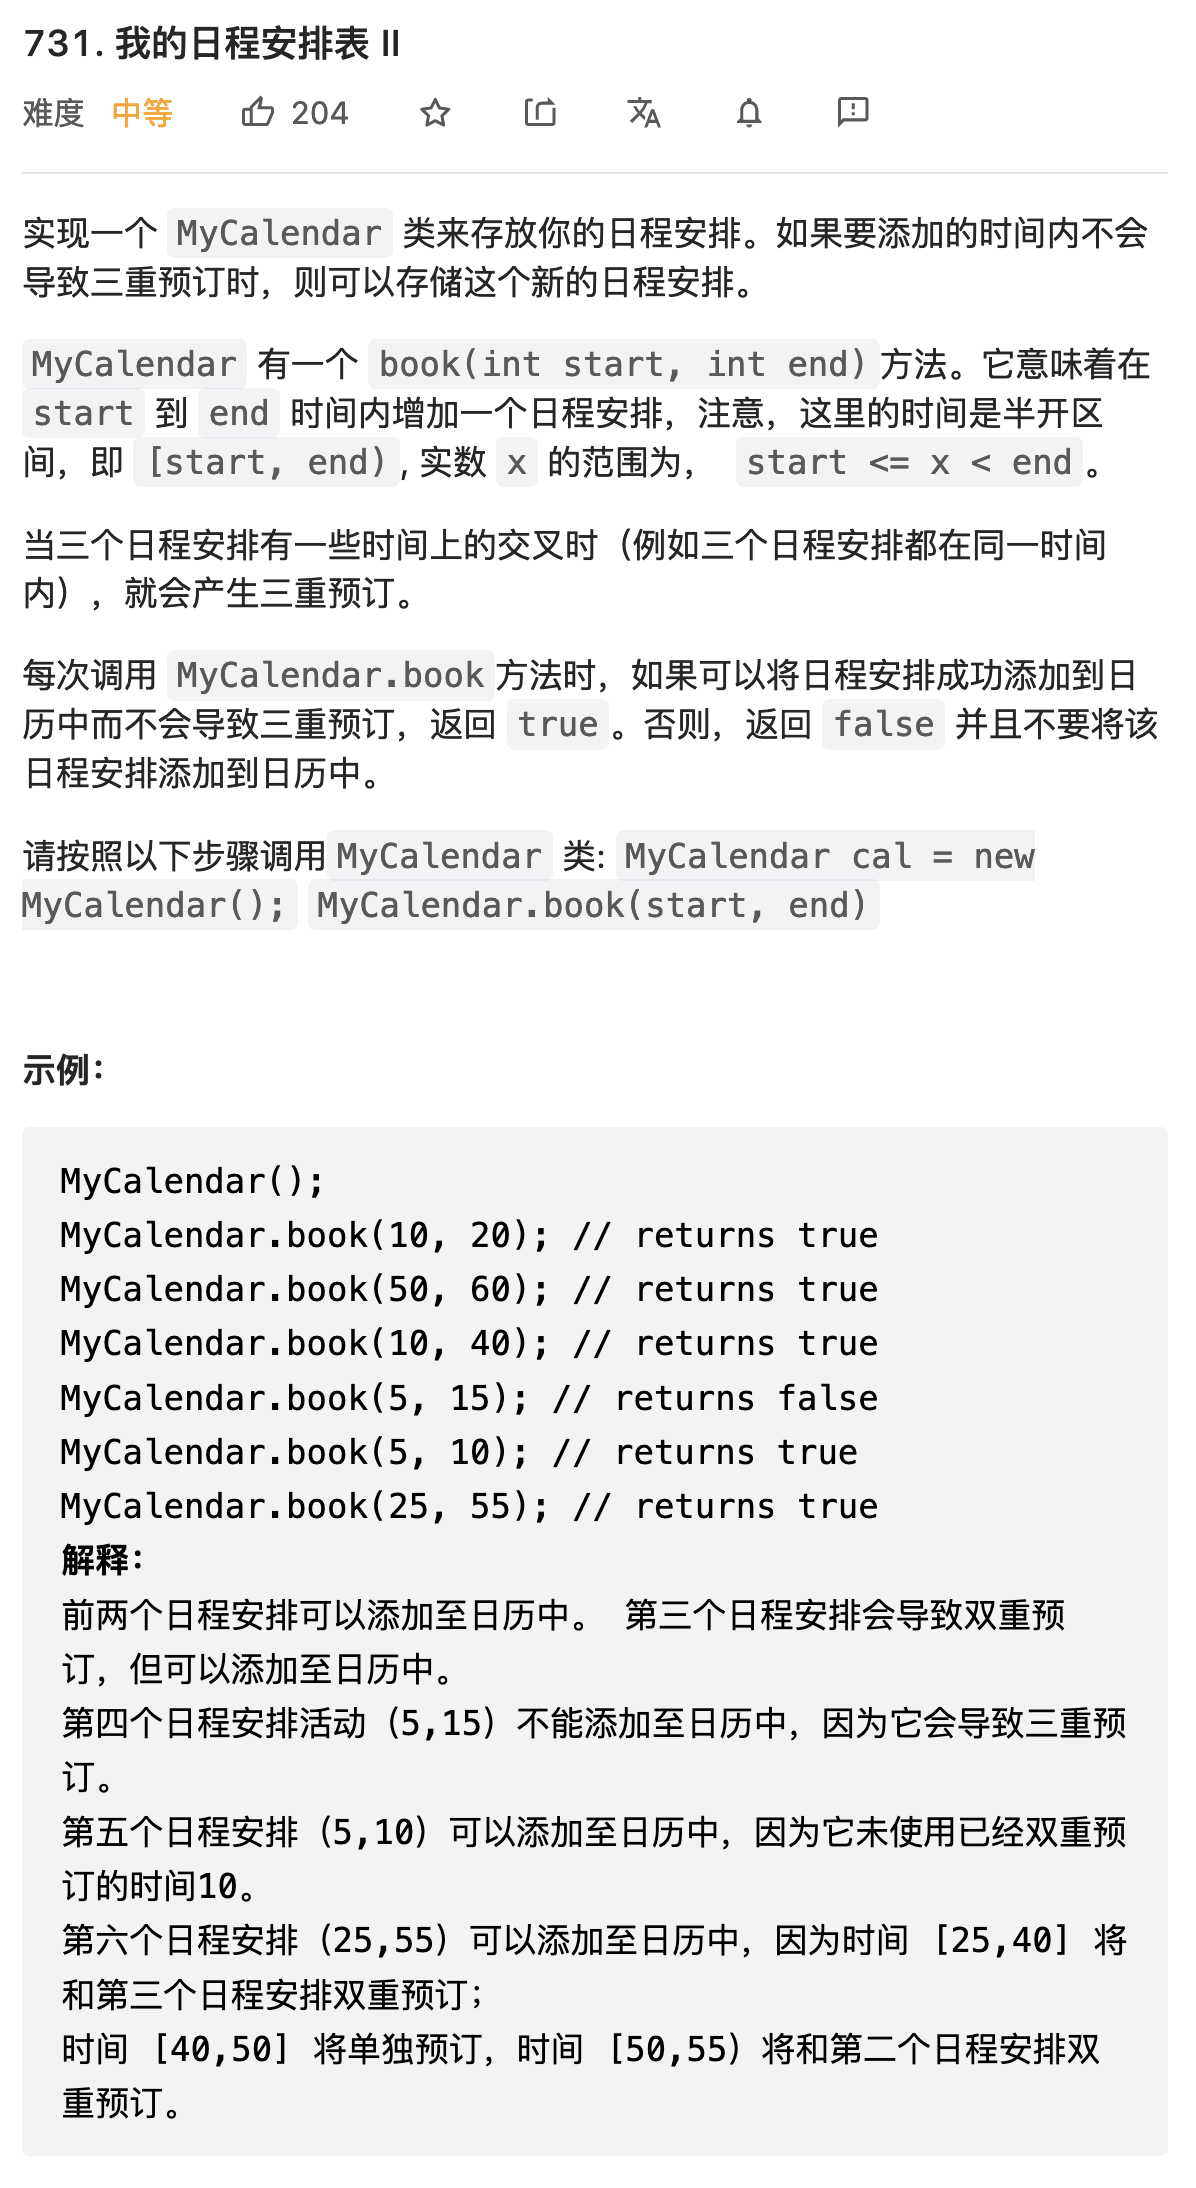 731. 我的日程安排表 II
难度 中等 204
实现一个 MyCalendar 类来存放你的日程安排。如果要添加的时间内不会
导致三重预订时，则可以存储这个新的日程安排。
MyCalendar 有一个 book(int start, int end)方法。它意味着在
start 到 end 时间内增加一个日程安排，注意，这里的时间是半开区
间，即 [start, end), 实数 x 的范围为， start <= x < end。
当三个日程安排有一些时间上的交叉时（例如三个日程安排都在同一时间
内），就会产生三重预订。
每次调用 MyCalendar.book方法时，如果可以将日程安排成功添加到日
历中而不会导致三重预订，返回 true。否则，返回 false 并且不要将该
日程安排添加到日历中。
请按照以下步骤调用MyCalendar 类: MyCalendar cal = new
MyCalendar(); MyCalendar.book(start, end)
示例：
MyCalendar();
MyCalendar.book(10, 20); // returns true
MyCalendar.book(50, 60); // returns true
MyCalendar.book(10, 40); // returns true
MyCalendar.book(5, 15); // returns false
MyCalendar.book(5, 10); // returns true
MyCalendar.book(25, 55); // returns true
解释：
前两个日程安排可以添加至日历中。 第三个日程安排会导致双重预
订，但可以添加至日历中。
第四个日程安排活动（5,15）不能添加至日历中，因为它会导致三重预
订。
第五个日程安排（5,10）可以添加至日历中，因为它未使用已经双重预
订的时间10。
第六个日程安排（25,55）可以添加至日历中，因为时间 [25,40] 将
和第三个日程安排双重预订；
时间 [40,50] 将单独预订，时间 [50,55）将和第二个日程安排双
重预订。